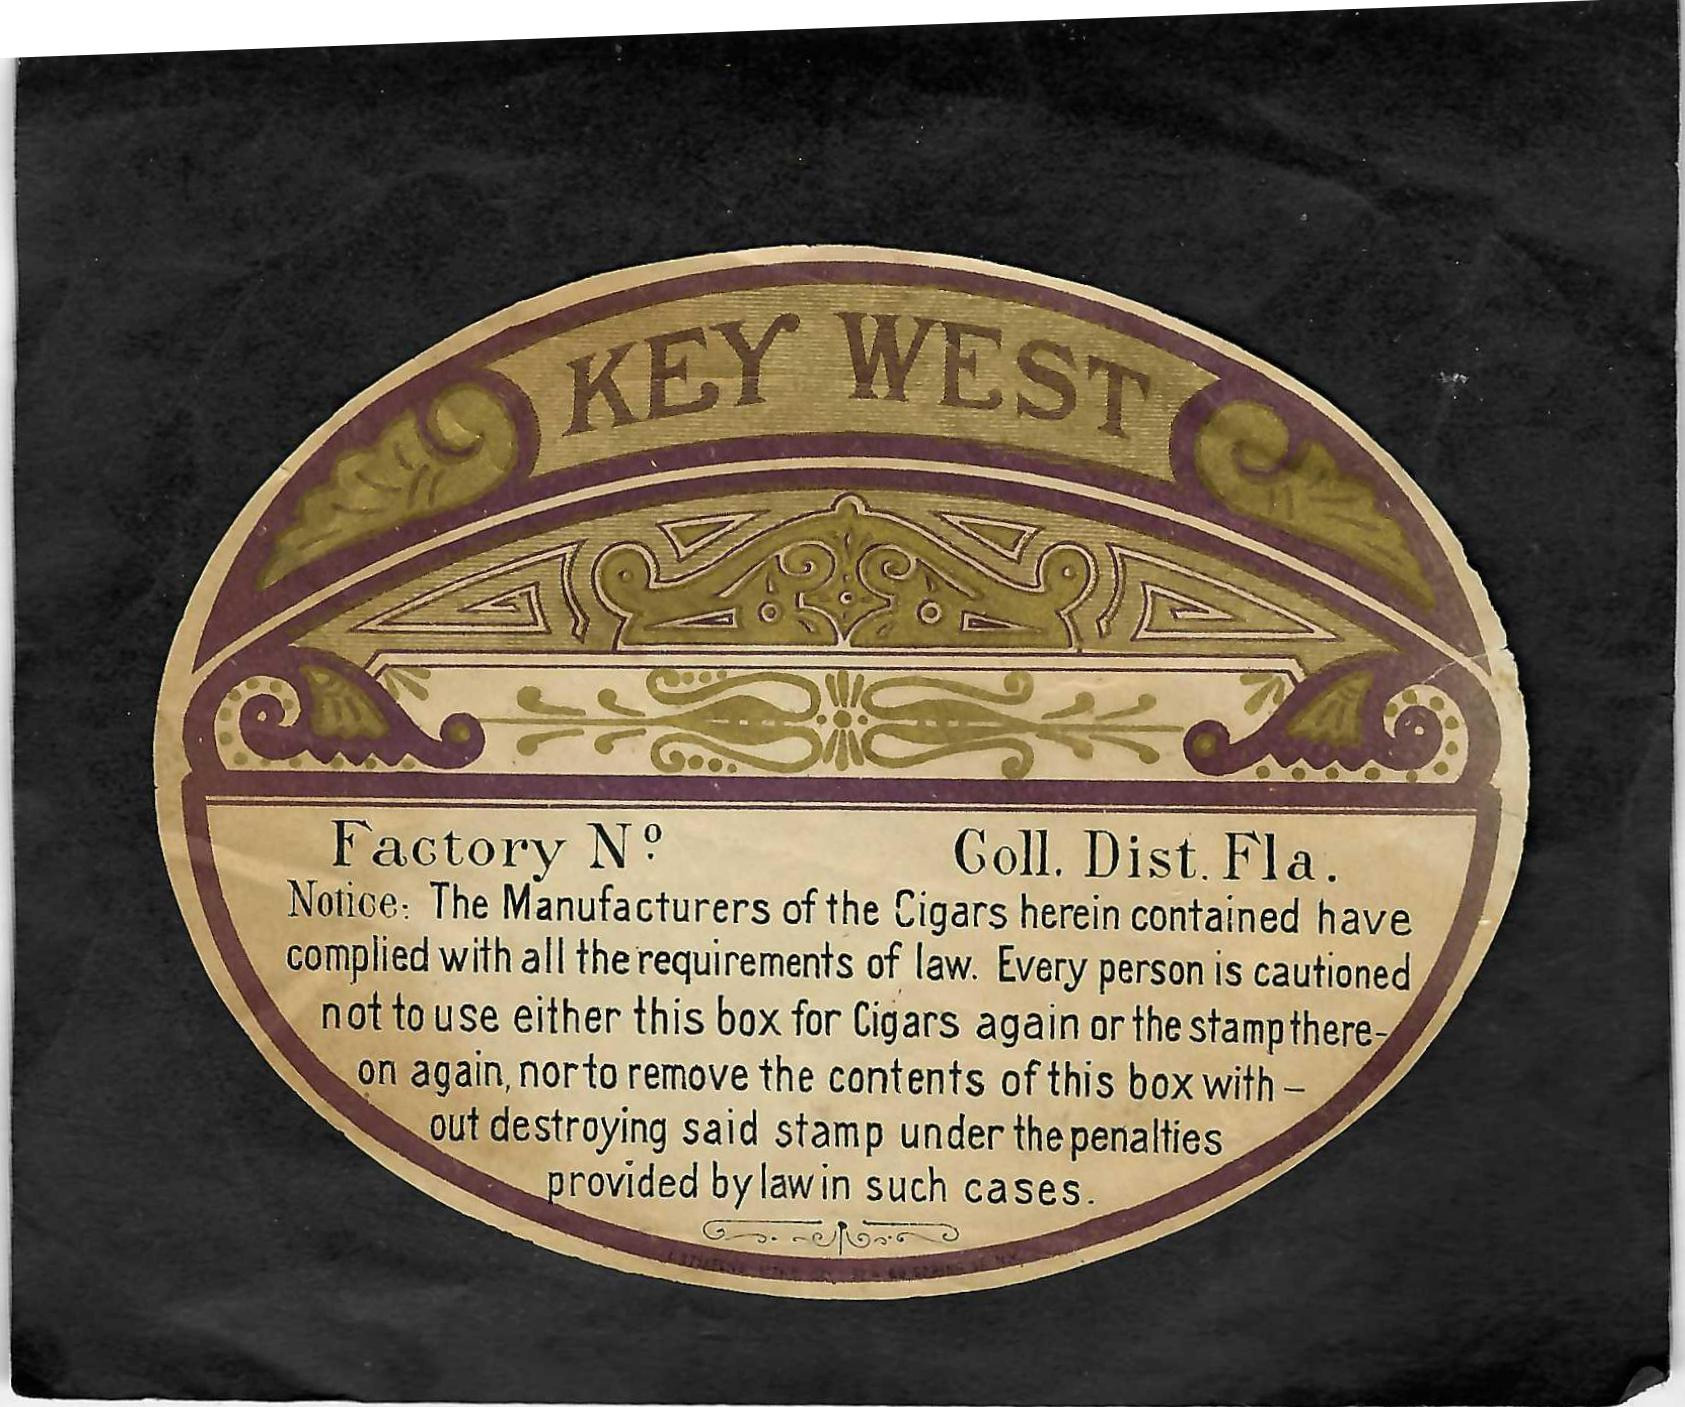 KEY WEST
Factory Nº Coll. Dist. Fla.
Notice: The Manufacturers of the Cigars herein contained have
complied with all the requirements of law. Every person is cautioned
not to use either this box for Cigars again or the stamp there-
on again, nor to remove the contents of this box with-
out destroying said stamp under the penalties
provided by law in such cases.